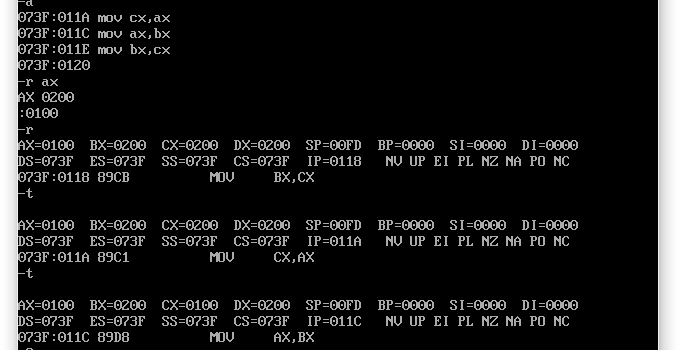 -a
073F:011A mov cx,ax
073F:011C mov ax,bx
073F:011E mov bx,cx
073F:0120
-r ax
AX 0200
:0100
-r
AX=0100 BX=0200 CX=0200 DX=0200 SP=00FD BP=0000 SI=0000 DI=0000
DS=073F ES=073F SS=073F CS=073F IP=0118 NV UP EI PL NZ NA PO NC
073F:0118 89CB MOV BX,CX
-t
AX=0100 BX=0200 CX=0200 DX=0200 SP=00FD BP=0000 SI=0000 DI=0000
DS=073F ES=073F SS=073F CS=073F IP=011A NV UP EI PL NZ NA PO NC
073F:011A 89C1 MOV CX,AX
-t
AX=0100 BX=0200 CX=0100 DX=0200 SP=00FD BP=0000 SI=0000 DI=0000
DS=073F ES=073F SS=073F CS=073F IP=011C NV UP EI PL NZ NA PO NC
073F:011C 89D8 MOV AX,BX